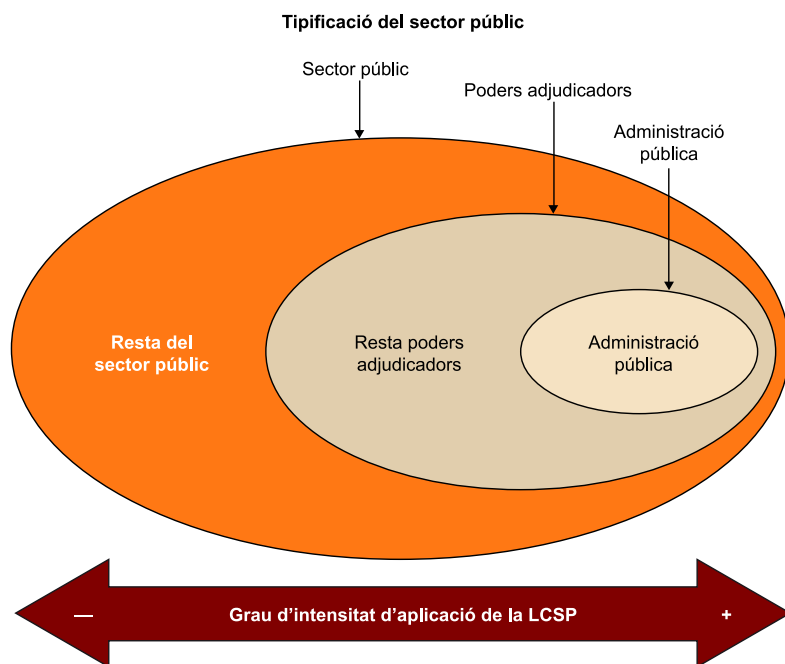 Tipificació del sector públic
Sector públic
Poders adjudicadors
Administració
pública
Resta del
sector públic
Resta poders
adjudicadors
Administració
pública
— Grau d’intensitat d’aplicació de la LCSP +